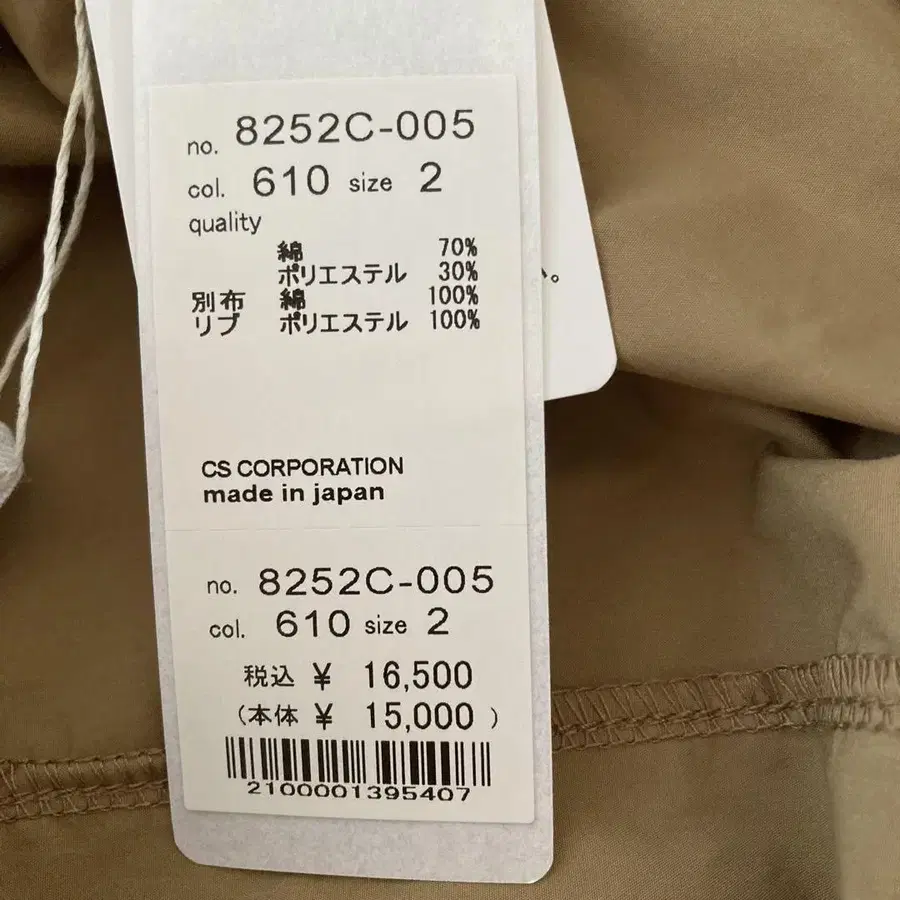 no. 8252C-005
col. 610 size 2
quality
綿 70%
ポリエステル 30%
別布 綿 100%
リブ ポリエステル 100%
CS CORPORATION
made in japan
no. 8252C-005
col. 610 size 2
税込 ¥ 16,500
(本体 ¥ 15,000 )
2100001395407